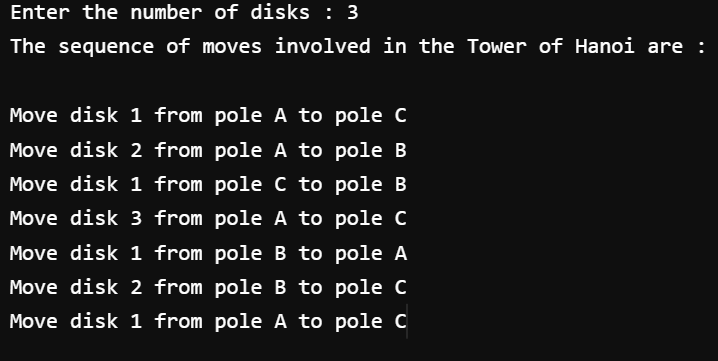 Enter the number of disks : 3
The sequence of moves involved in the Tower of Hanoi are :
Move disk 1 from pole A to pole C
Move disk 2 from pole A to pole B
Move disk 1 from pole C to pole B
Move disk 3 from pole A to pole C
Move disk 1 from pole B to pole A
Move disk 2 from pole B to pole C
Move disk 1 from pole A to pole C